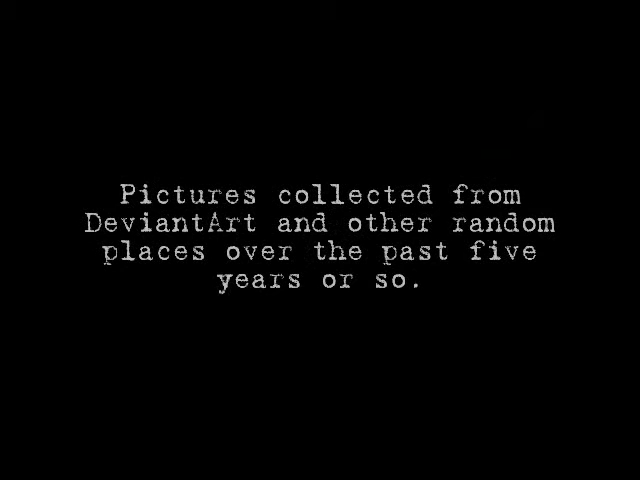 Pictures collected from
DeviantArt and other random
places over the past five
years or so.